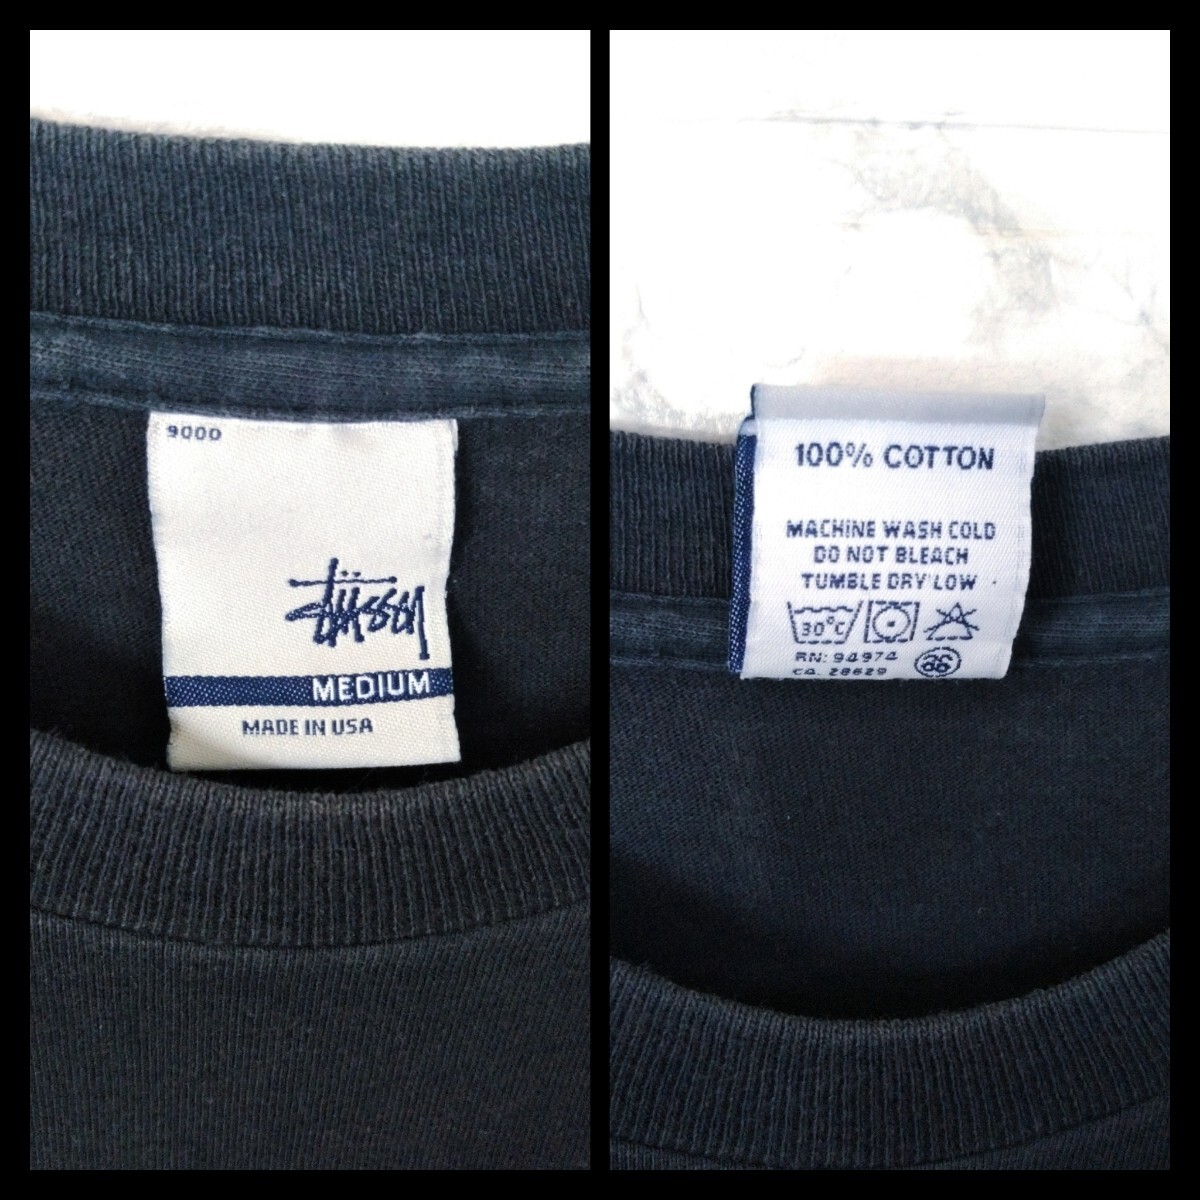 9000
stüssy
MEDIUM
MADE IN USA
100% COTTON
MACHINE WASH COLD
DO NOT BLEACH
TUMBLE DRY LOW
30°C
RN: 94974
CA. 28629